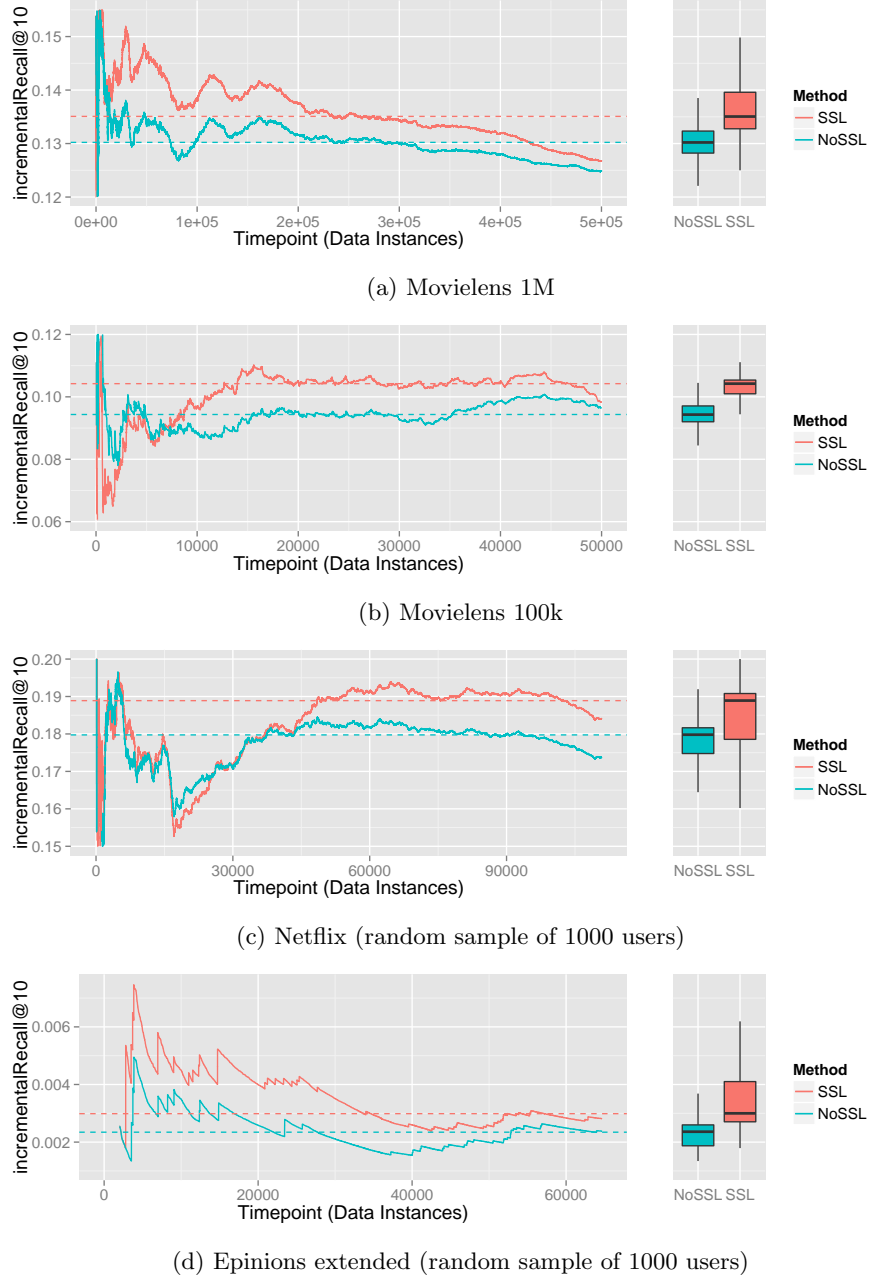 incrementalRecall@10
0.15
0.14
0.13
0.12
0e+00 1e+05 2e+05 3e+05 4e+05 5e+05
Timepoint (Data Instances)
NoSSL SSL
Method
SSL
NoSSL
(a) Movielens 1M
incrementalRecall@10
0.12
0.10
0.08
0.06
0 10000 20000 30000 40000 50000
Timepoint (Data Instances)
NoSSL SSL
Method
SSL
NoSSL
(b) Movielens 100k
incrementalRecall@10
0.20
0.19
0.18
0.17
0.16
0.15
0 30000 60000 90000
Timepoint (Data Instances)
NoSSL SSL
Method
SSL
NoSSL
(c) Netflix (random sample of 1000 users)
incrementalRecall@10
0.006
0.004
0.002
0 20000 40000 60000
Timepoint (Data Instances)
NoSSL SSL
Method
SSL
NoSSL
(d) Epinions extended (random sample of 1000 users)